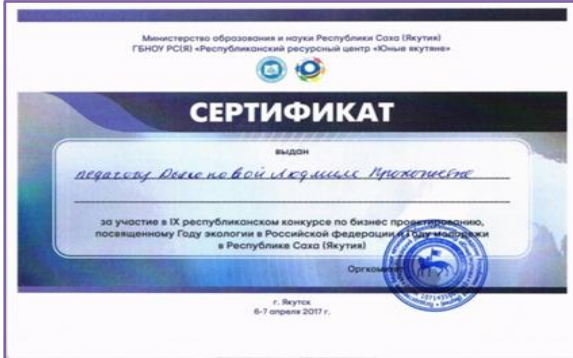 Министерство образования и науки Республики Саха (Якутия)
ГБНОУ РС(Я) «Республиканский ресурсный центр «Юные якутяне»
СЕРТИФИКАТ
выдан
педагогу Людмиле Прокопьевне
за участие в IX республиканском конкурсе по бизнес проектированию,
посвященному Году экологии в Российской федерации и Году молодежи
в Республике Саха (Якутия)
Оргкомитет
г. Якутск
6-7 апреля 2017 г.